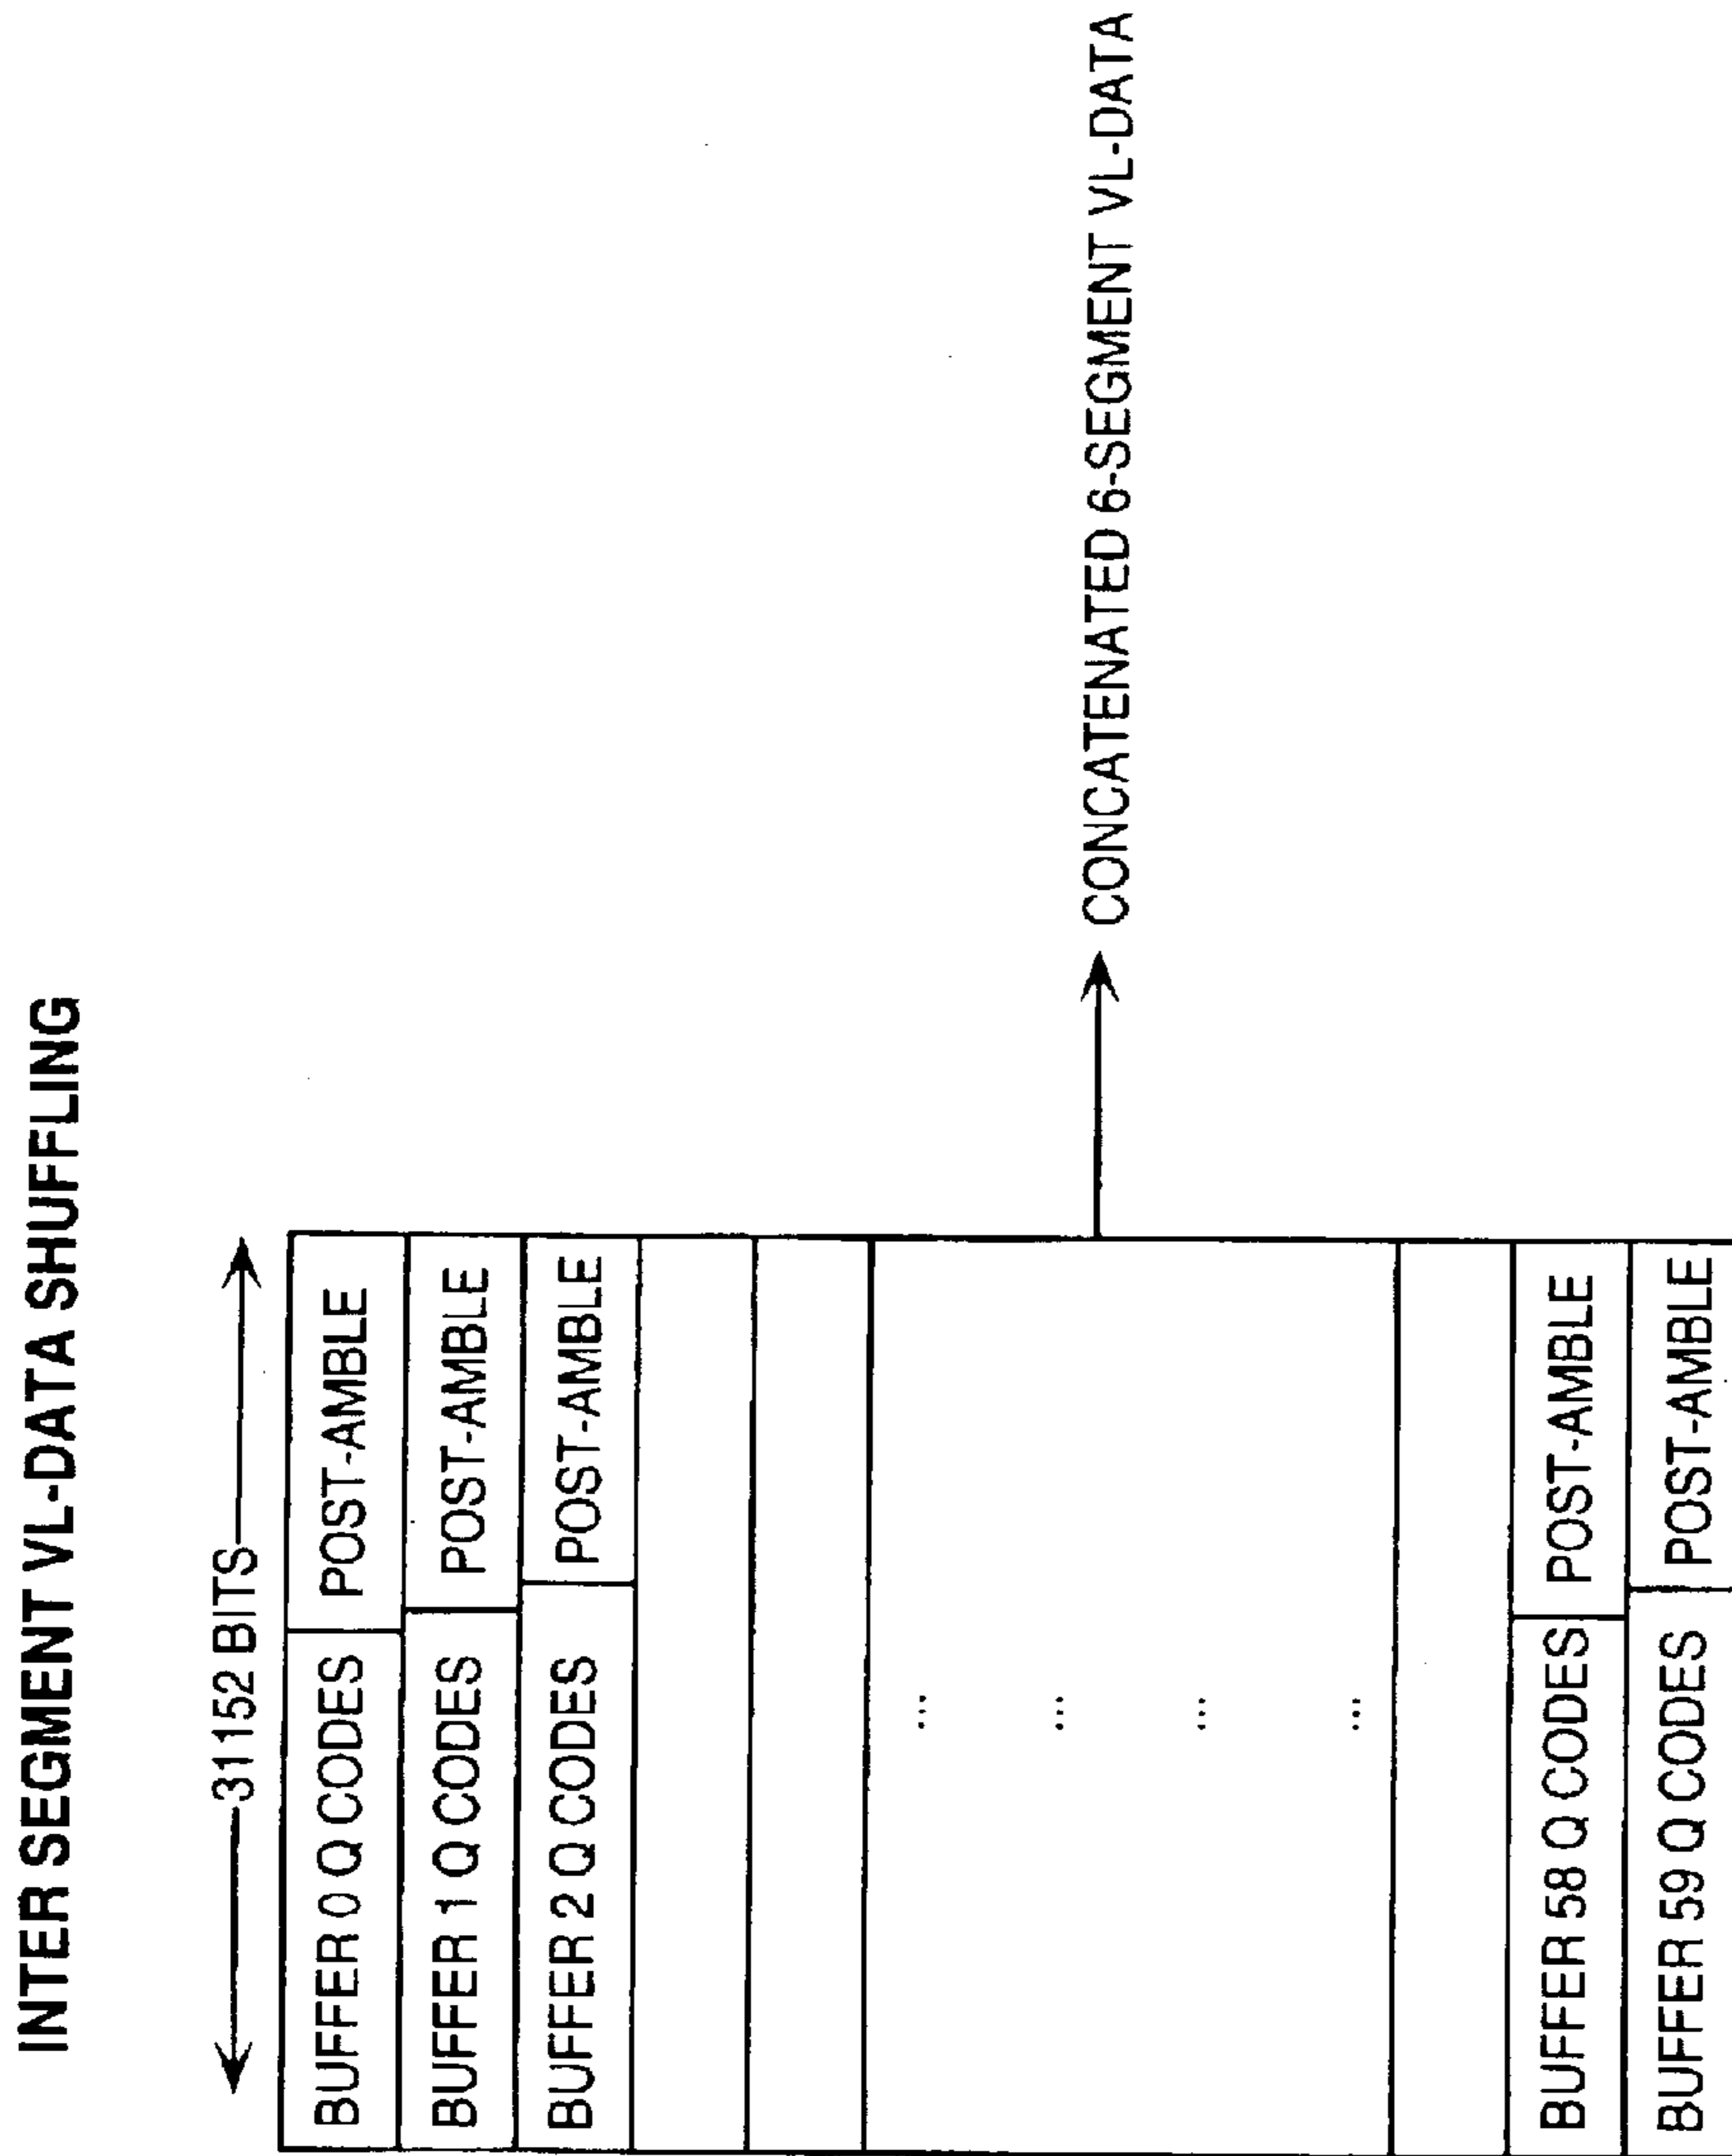 INTER SEGMENT VL-DATA SHUFFLING
31152 BITS
BUFFER 0 Q CODES POST-AMBLE
BUFFER 1 Q CODES POST-AMBLE
BUFFER 2 Q CODES POST-AMBLE
...
...
...
...
CONCATENATED 6-SEGMENT VL-DATA
BUFFER 58 Q CODES POST-AMBLE
BUFFER 59 Q CODES POST-AMBLE